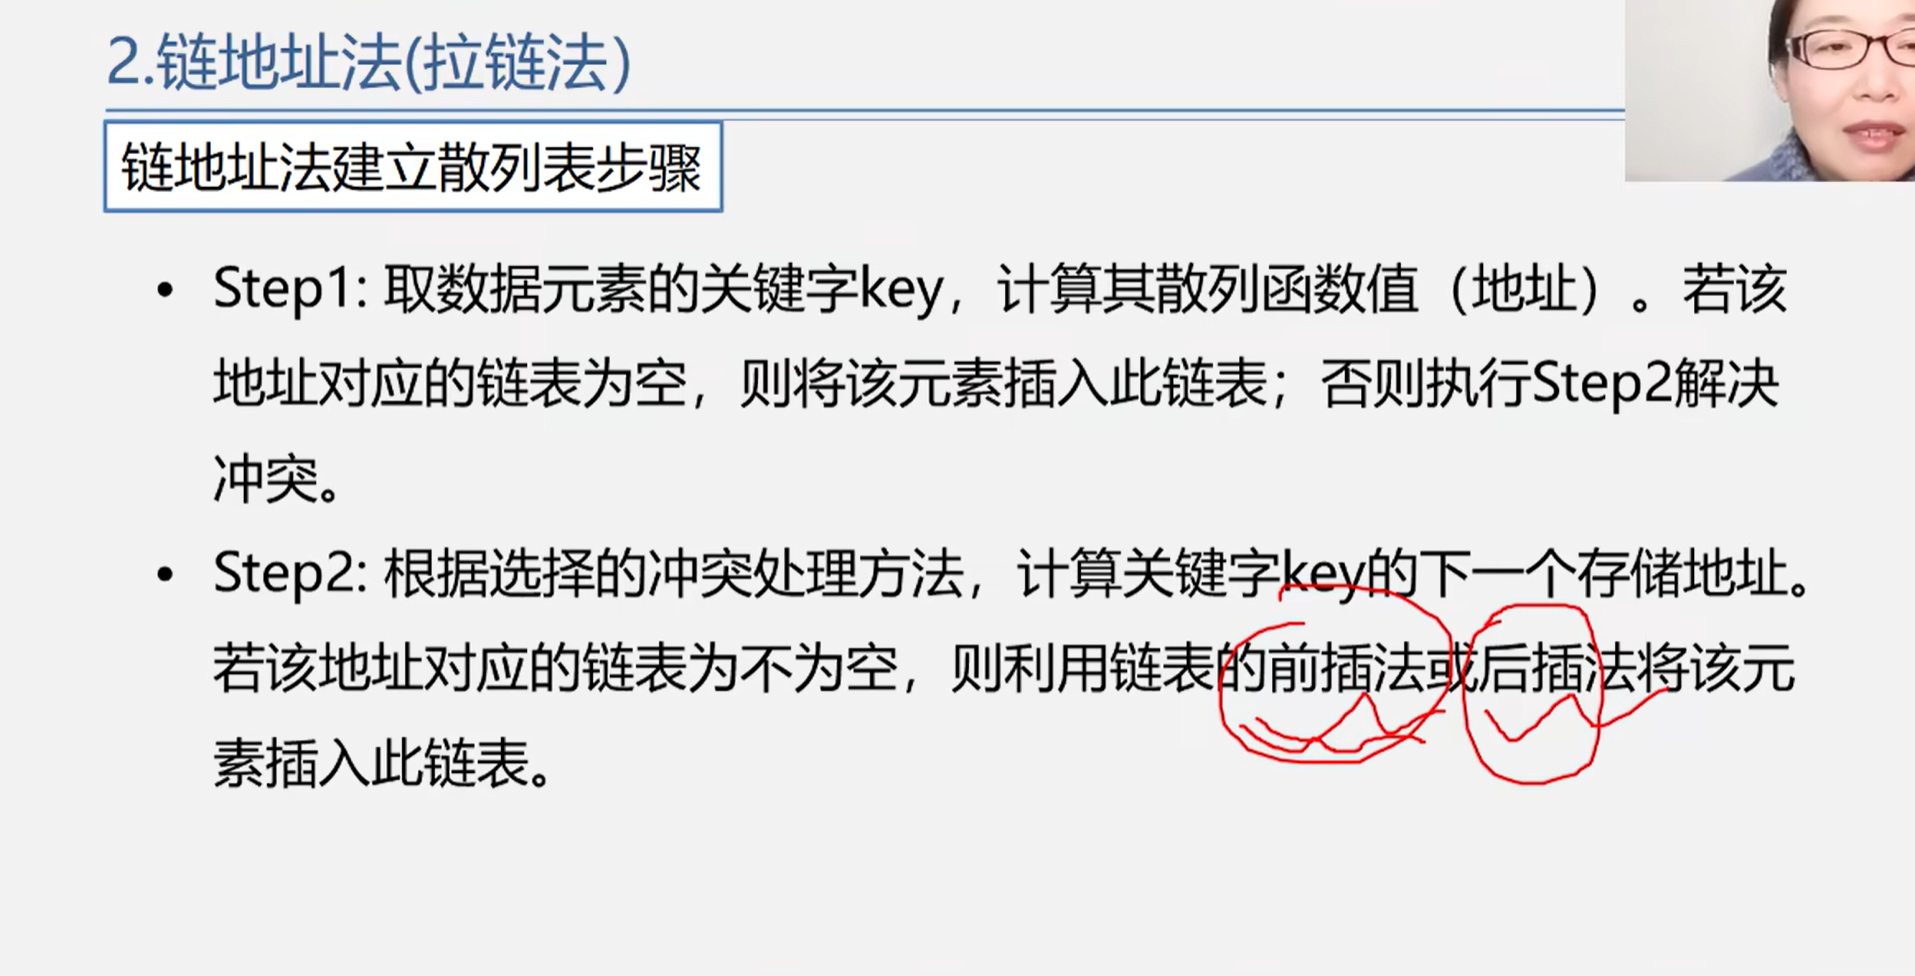 2.链地址法(拉链法)
链地址法建立散列表步骤
• Step1: 取数据元素的关键字key，计算其散列函数值（地址）。若该
地址对应的链表为空，则将该元素插入此链表；否则执行Step2解决
冲突。
• Step2: 根据选择的冲突处理方法，计算关键字key的下一个存储地址。
若该地址对应的链表为不为空，则利用链表的前插法或后插法将该元
素插入此链表。